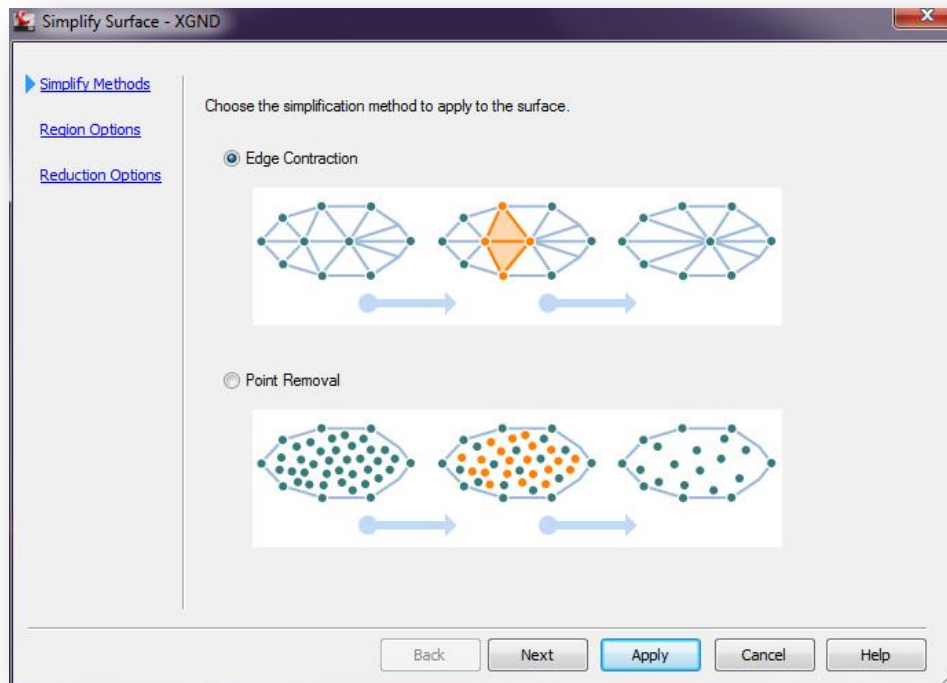 Simplify Surface - XGND
Simplify Methods
Region Options
Reduction Options
Choose the simplification method to apply to the surface.
Edge Contraction
Point Removal
Back
Next
Apply
Cancel
Help